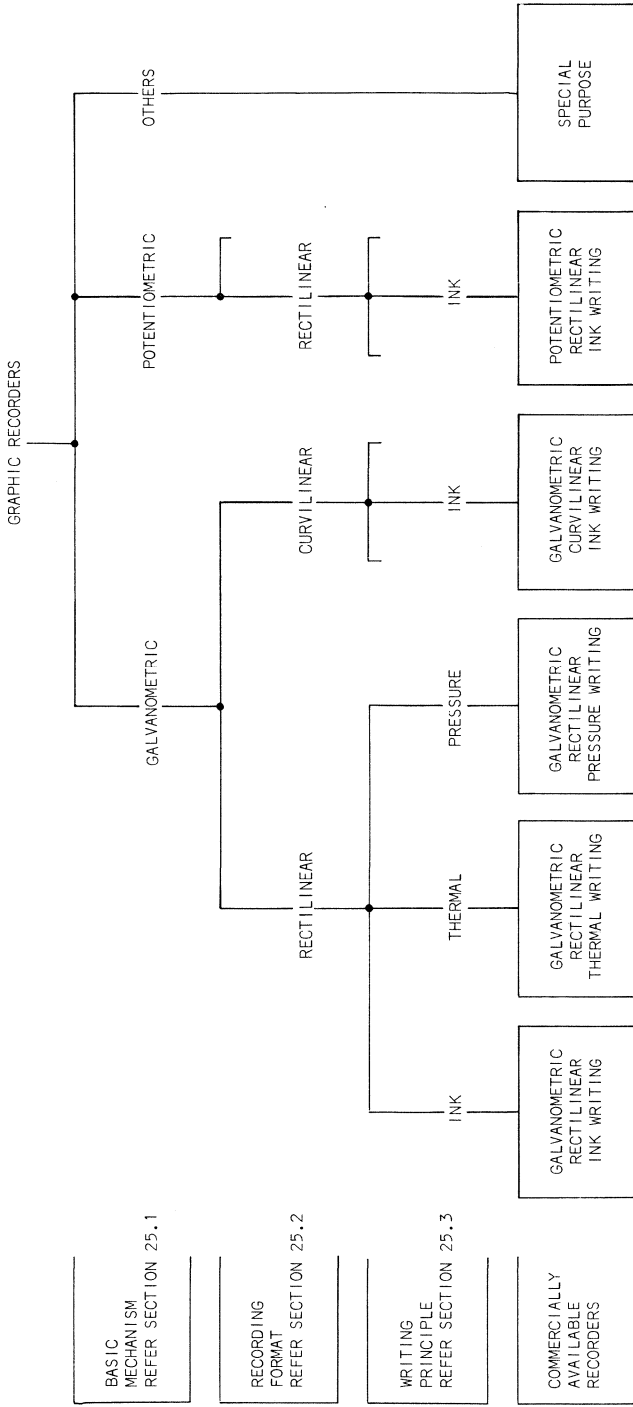 GRAPHIC RECORDERS
BASIC
MECHANISM
REFER SECTION 25.1
GALVANOMETRIC
POTENTIOMETRIC
OTHERS
RECORDING
FORMAT
REFER SECTION 25.2
RECTILINEAR
CURVILINEAR
RECTILINEAR
WRITING
PRINCIPLE
REFER SECTION 25.3
INK
THERMAL
PRESSURE
INK
INK
COMMERCIALLY
AVAILABLE
RECORDERS
GALVANOMETRIC
RECTILINEAR
INK WRITING
GALVANOMETRIC
RECTILINEAR
THERMAL WRITING
GALVANOMETRIC
RECTILINEAR
PRESSURE WRITING
GALVANOMETRIC
CURVILINEAR
INK WRITING
POTENTIOMETRIC
RECTILINEAR
INK WRITING
SPECIAL
PURPOSE